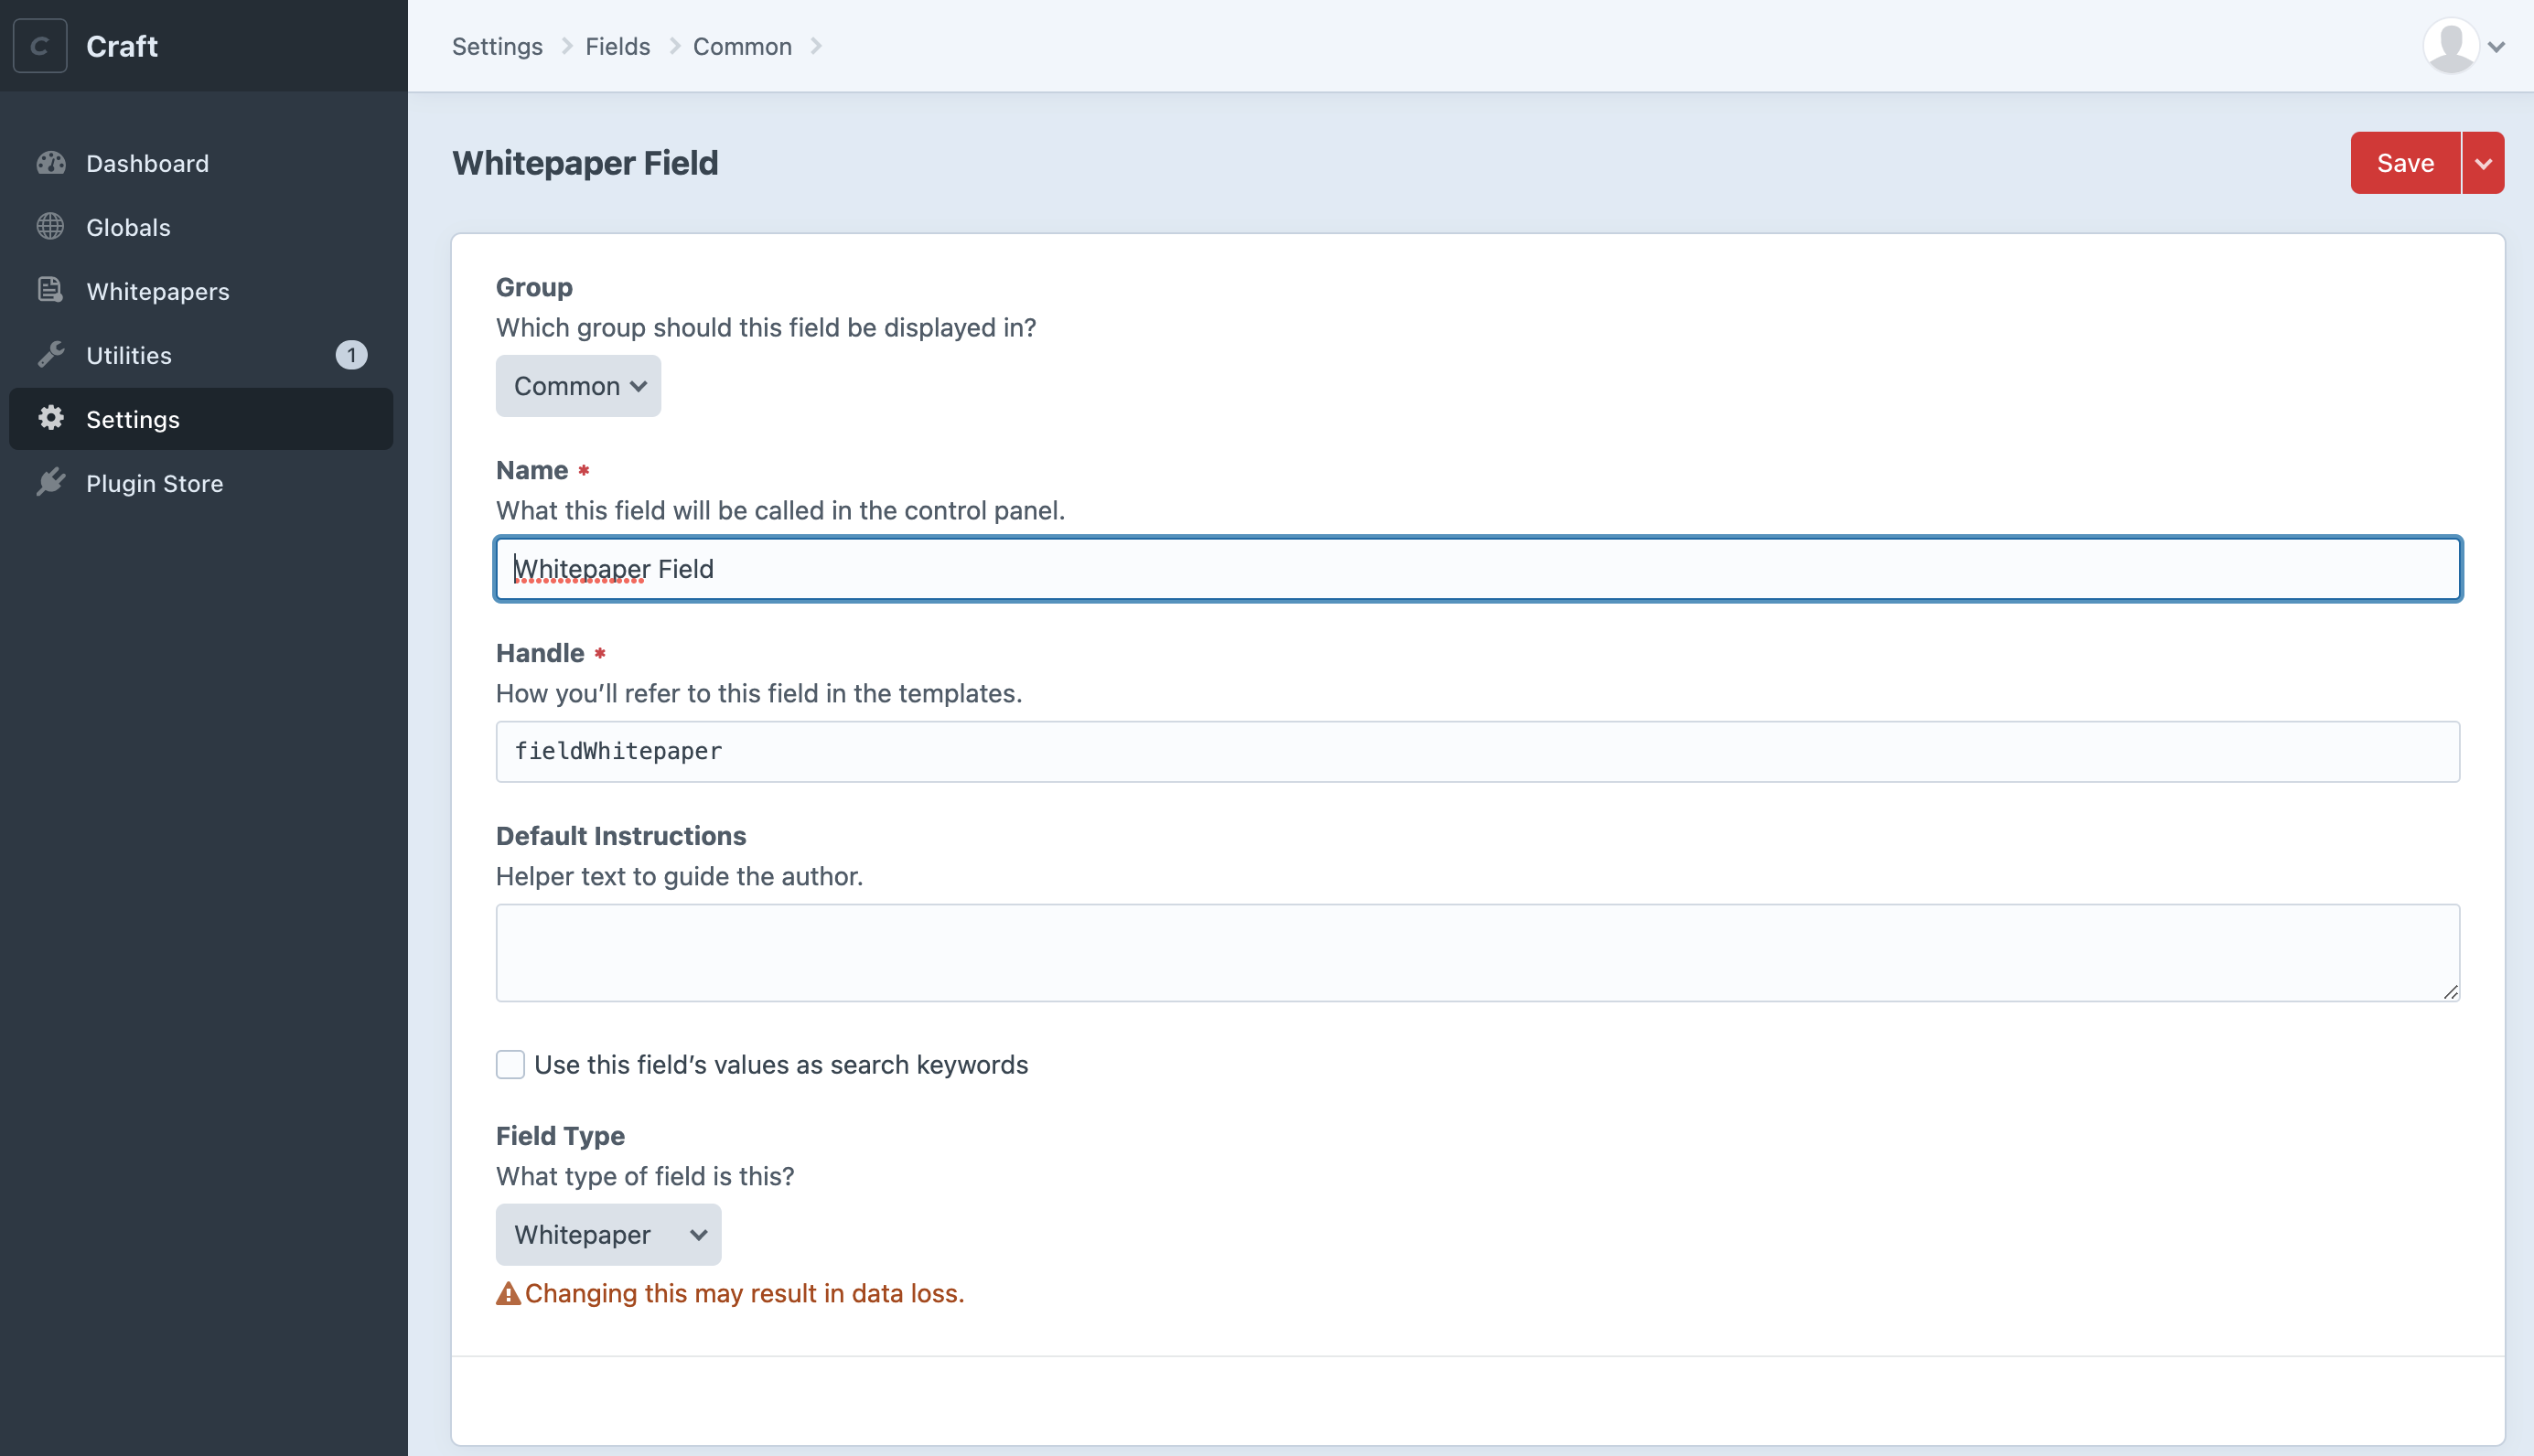 C Craft
Settings Fields Common
Dashboard
Globals
Whitepapers
Utilities 1
Settings
Plugin Store
Whitepaper Field
Save
Group
Which group should this field be displayed in?
Common
Name *
What this field will be called in the control panel.
Whitepaper Field
Handle *
How you’ll refer to this field in the templates.
fieldWhitepaper
Default Instructions
Helper text to guide the author.
Use this field’s values as search keywords
Field Type
What type of field is this?
Whitepaper
Changing this may result in data loss.